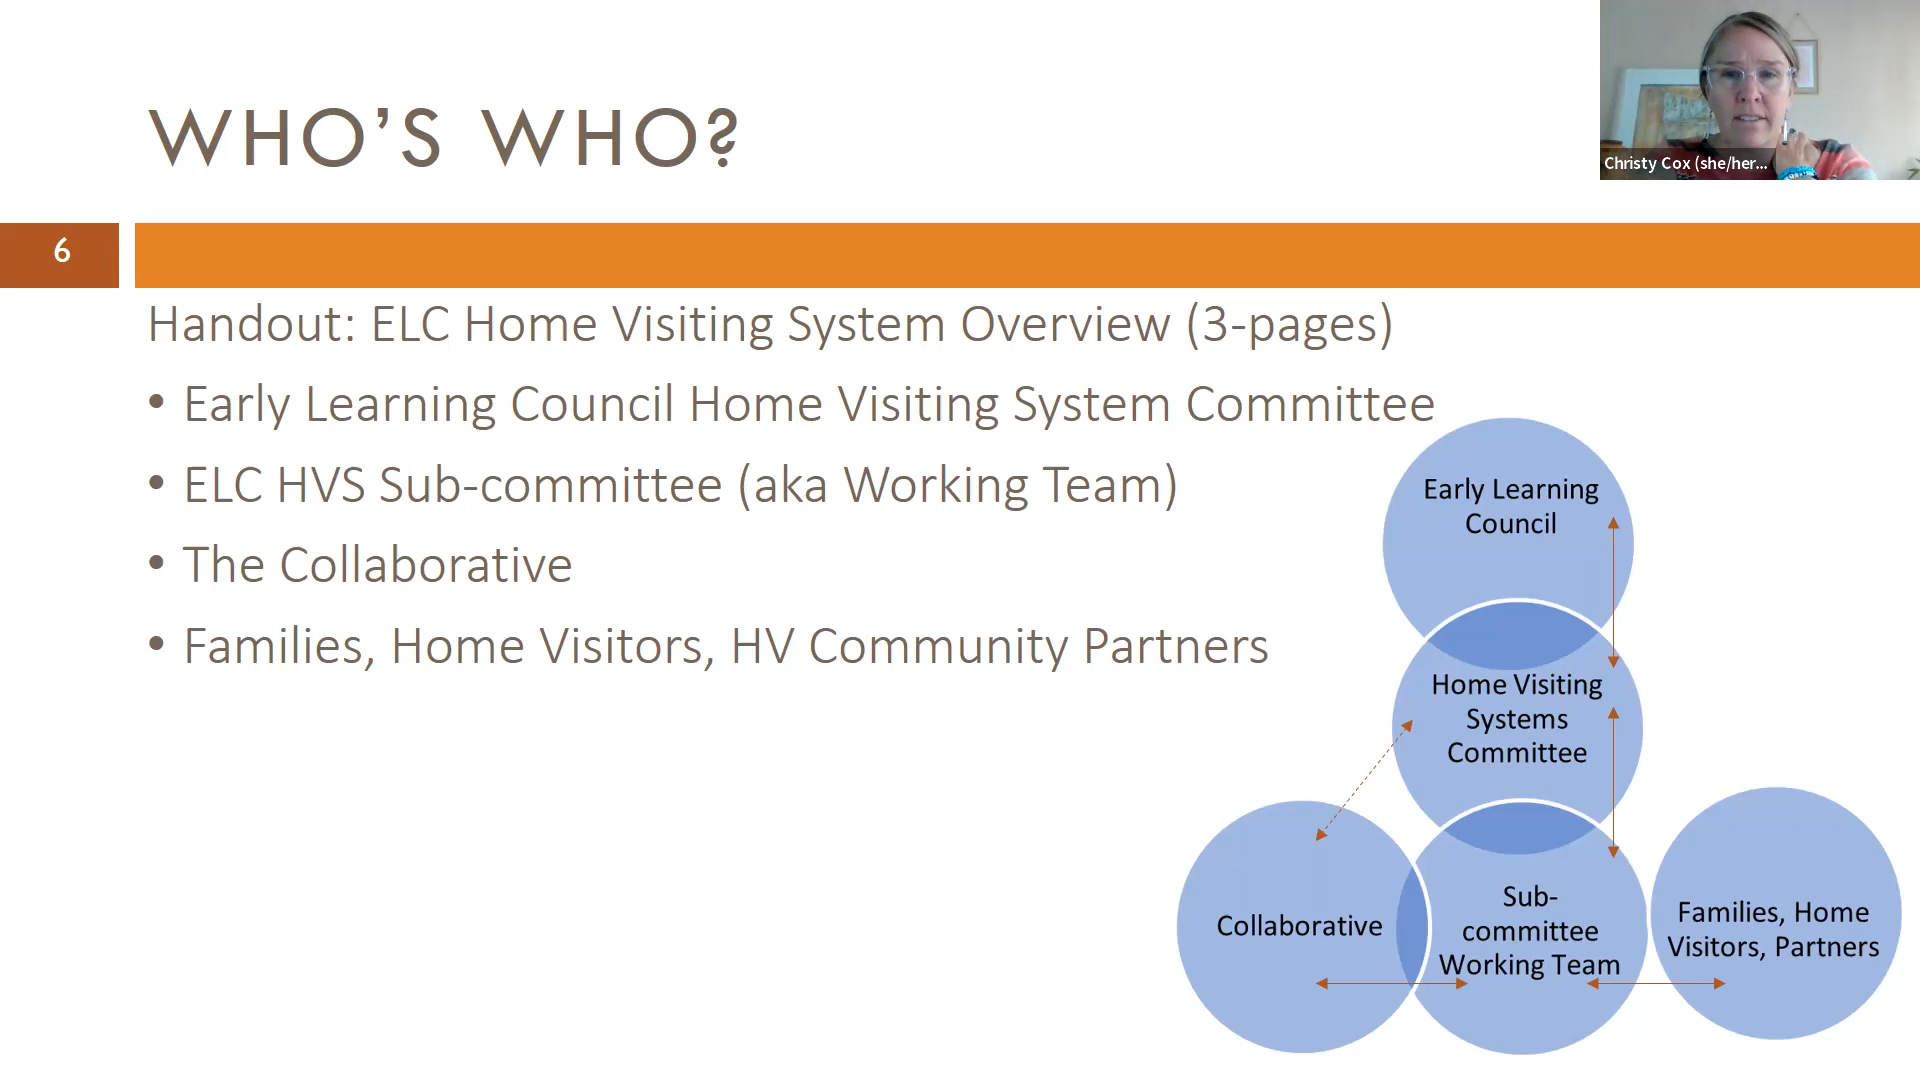 WHO'S WHO?
Christy Cox (she/her...
6
Handout: ELC Home Visiting System Overview (3-pages)
• Early Learning Council Home Visiting System Committee
• ELC HVS Sub-committee (aka Working Team)
• The Collaborative
• Families, Home Visitors, HV Community Partners
Early Learning
Council
Home Visiting
Systems
Committee
Collaborative
Sub-
committee
Working Team
Families, Home
Visitors, Partners